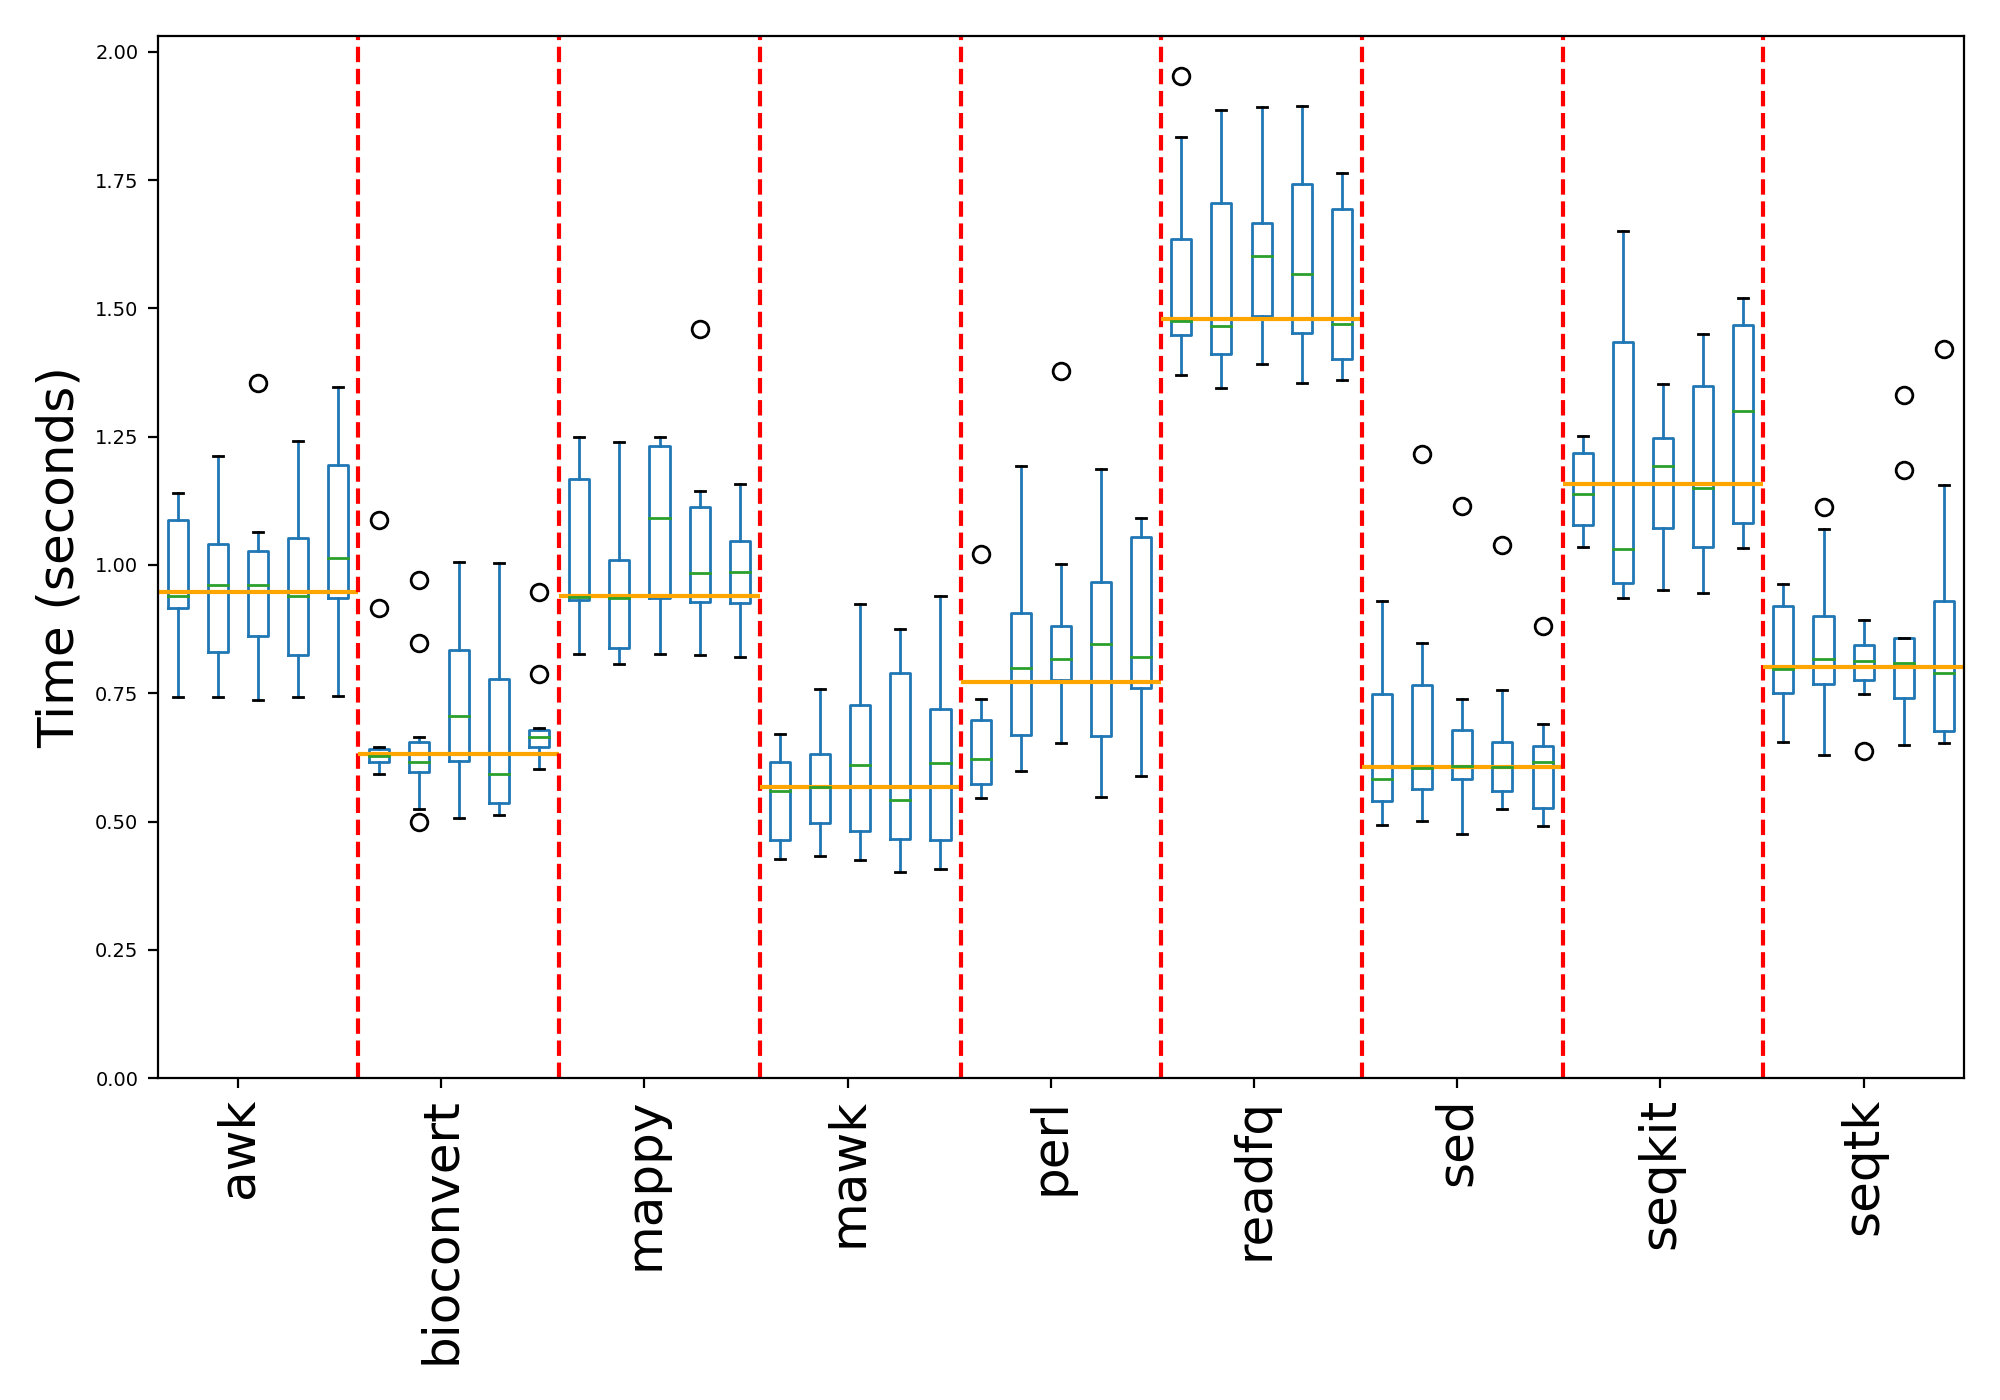 Time (seconds)
2.00
1.75
1.50
1.25
1.00
0.75
0.50
0.25
0.00
awk
bioconvert
mappy
mawk
perl
readfq
sed
seqkit
seqtk